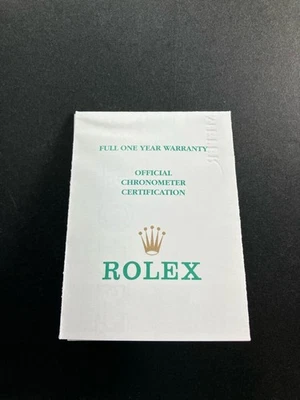 FULL ONE YEAR WARRANTY
OFFICIAL
CHRONOMETER
CERTIFICATION
ROLEX